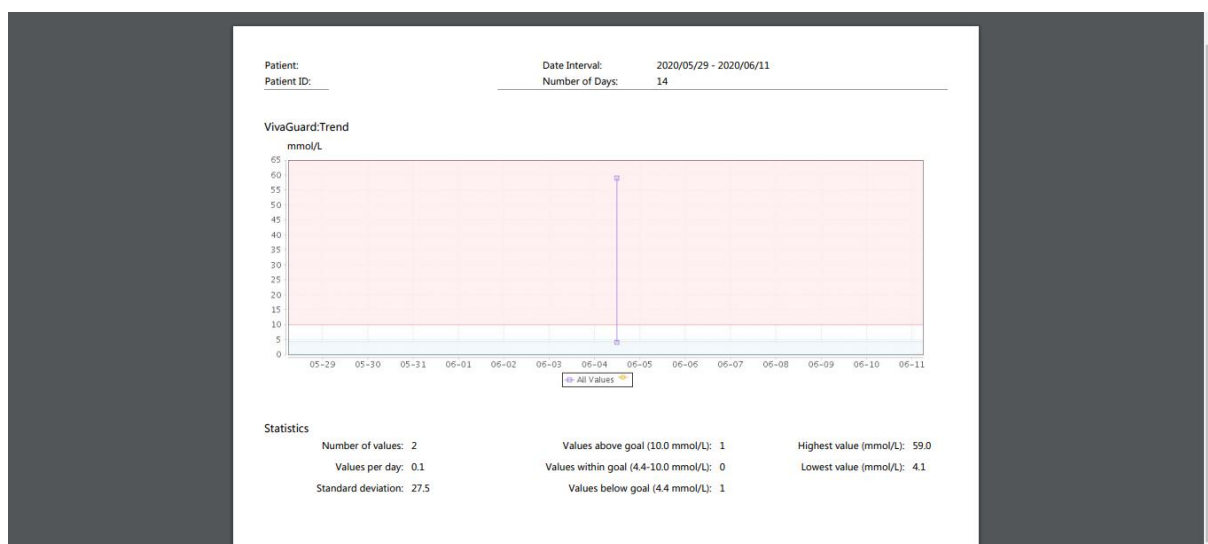 Patient: Date Interval: 2020/05/29 - 2020/06/11
Patient ID: Number of Days: 14
VivaGuard:Trend
mmol/L
65
60
55
50
45
40
35
30
25
20
15
10
5
0
05-29 05-30 05-31 06-01 06-02 06-03 06-04 06-05 06-06 06-07 06-08 06-09 06-10 06-11
All Values
Statistics
Number of values: 2 Values above goal (10.0 mmol/L): 1 Highest value (mmol/L): 59.0
Values per day: 0.1 Values within goal (4.4-10.0 mmol/L): 0 Lowest value (mmol/L): 4.1
Standard deviation: 27.5 Values below goal (4.4 mmol/L): 1